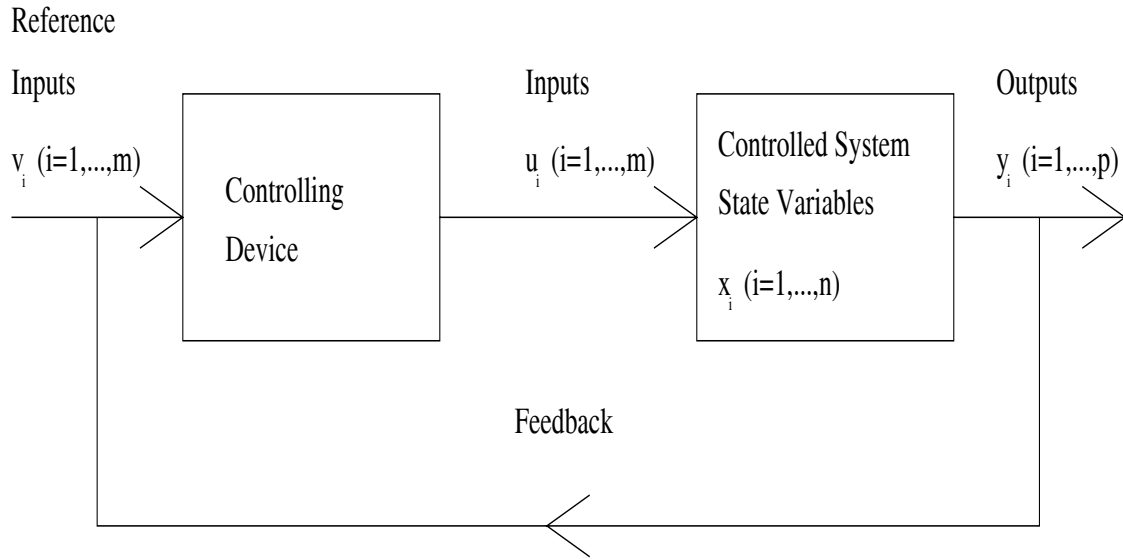 Reference
Inputs
v_i (i=1,...,m)
Controlling
Device
Inputs
u_i (i=1,...,m)
Controlled System
State Variables
x_i (i=1,...,n)
Outputs
y_i (i=1,...,p)
Feedback